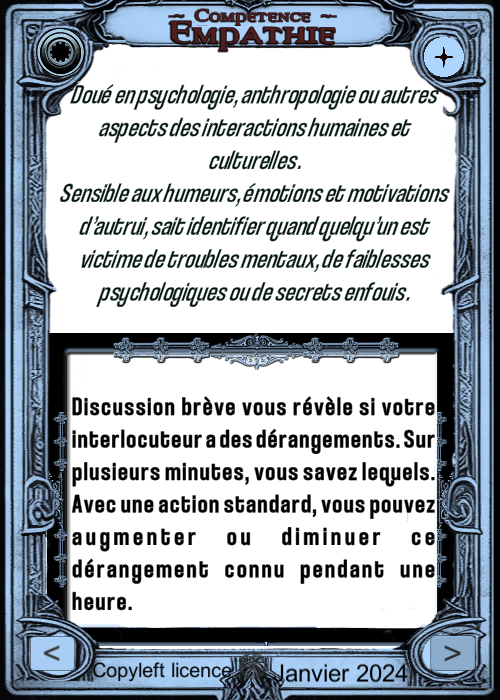 ~ Compétence ~
Empathie
Doué en psychologie, anthropologie ou autres
aspects des interactions humaines et
culturelles.
Sensible aux humeurs, émotions et motivations
d'autrui, sait identifier quand quelqu'un est
victime de troubles mentaux, de faiblesses
psychologiques ou de secrets enfouis.
Discussion brève vous révèle si votre
interlocuteur a des dérangements. Sur
plusieurs minutes, vous savez lequels.
Avec une action standard, vous pouvez
augmenter ou diminuer ce
dérangement connu pendant une
heure.
< Copyleft licence Janvier 2024 >